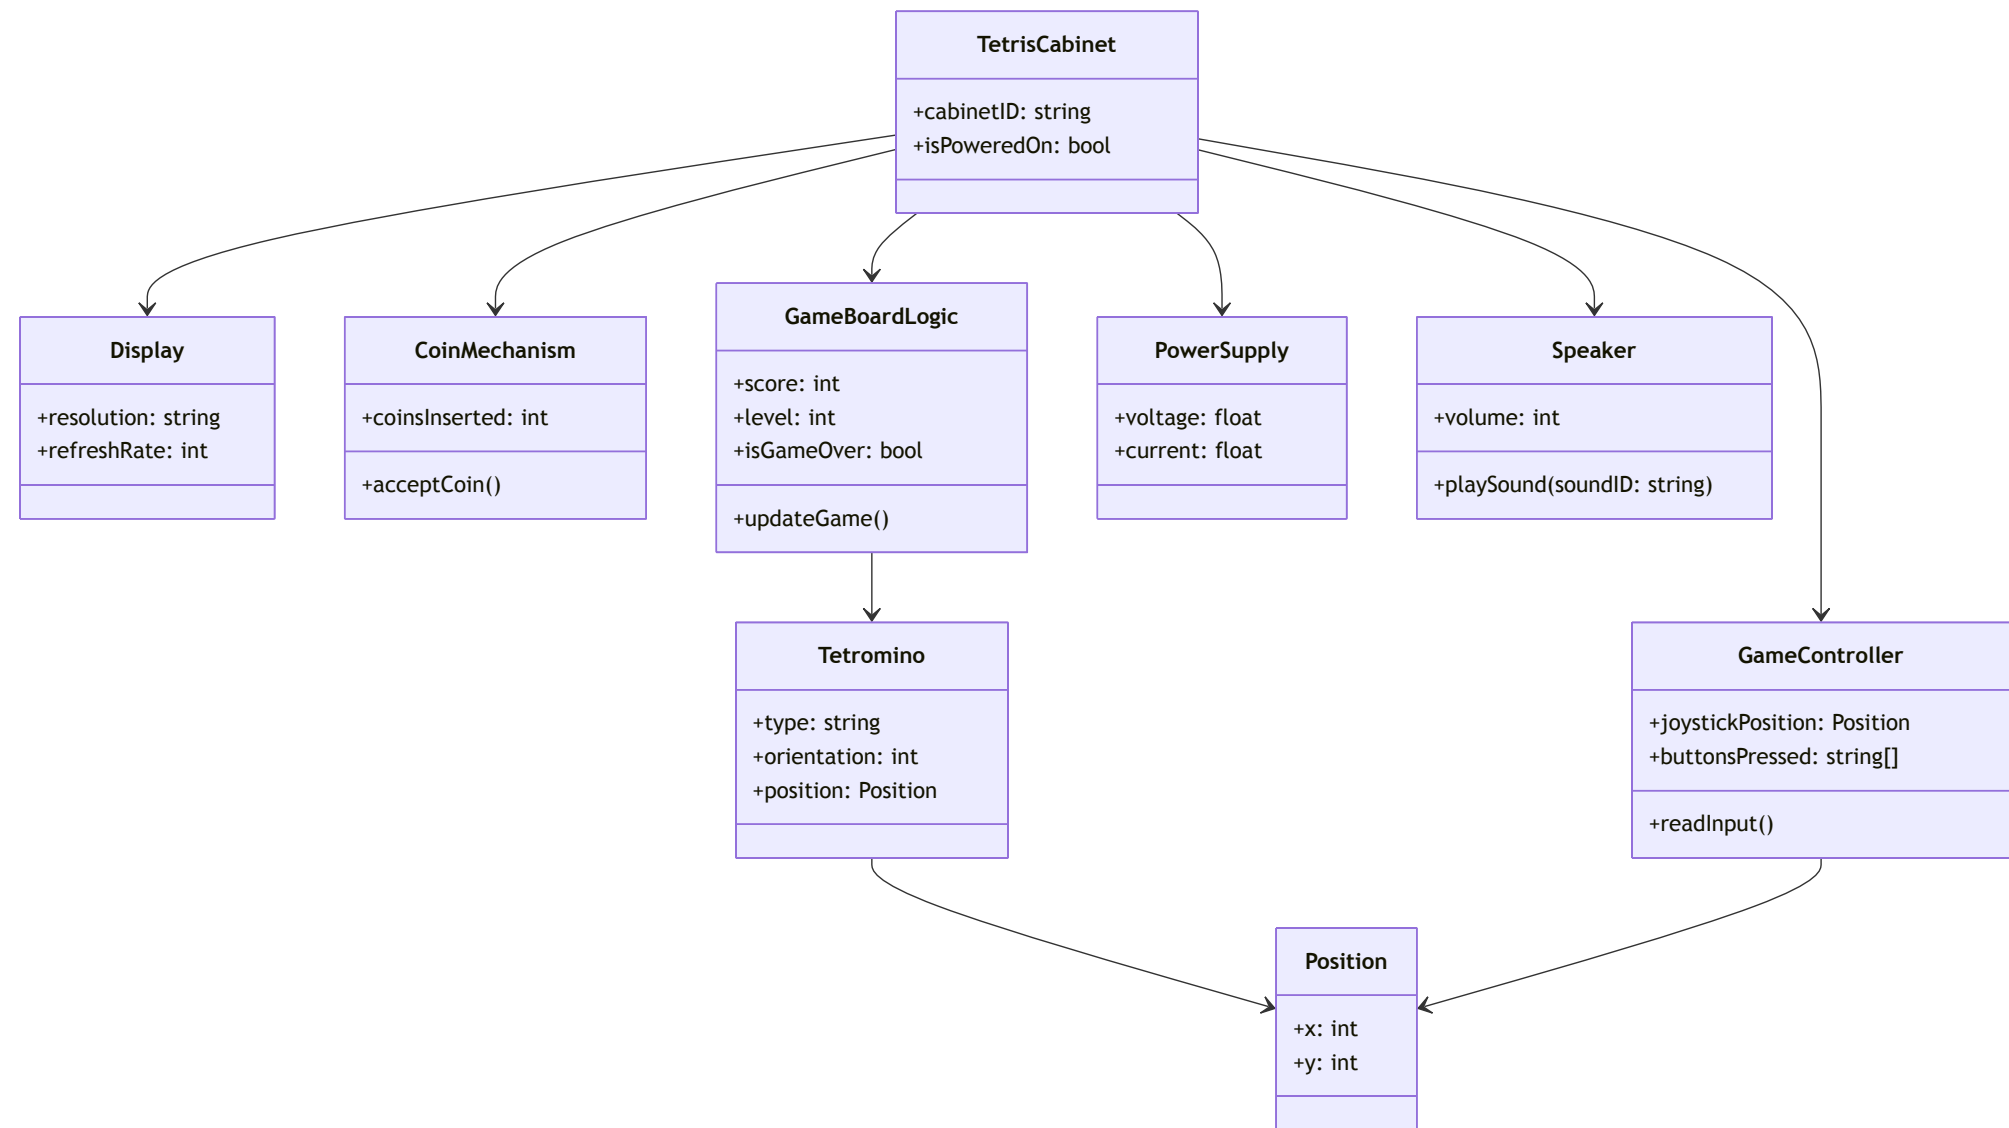 TetrisCabinet
+cabinetID: string
+isPoweredOn: bool
Display
+resolution: string
+refreshRate: int
CoinMechanism
+coinsInserted: int
+acceptCoin()
GameBoardLogic
+score: int
+level: int
+isGameOver: bool
+updateGame()
PowerSupply
+voltage: float
+current: float
Speaker
+volume: int
+playSound(soundID: string)
Tetromino
+type: string
+orientation: int
+position: Position
GameController
+joystickPosition: Position
+buttonsPressed: string[]
+readInput()
Position
+x: int
+y: int